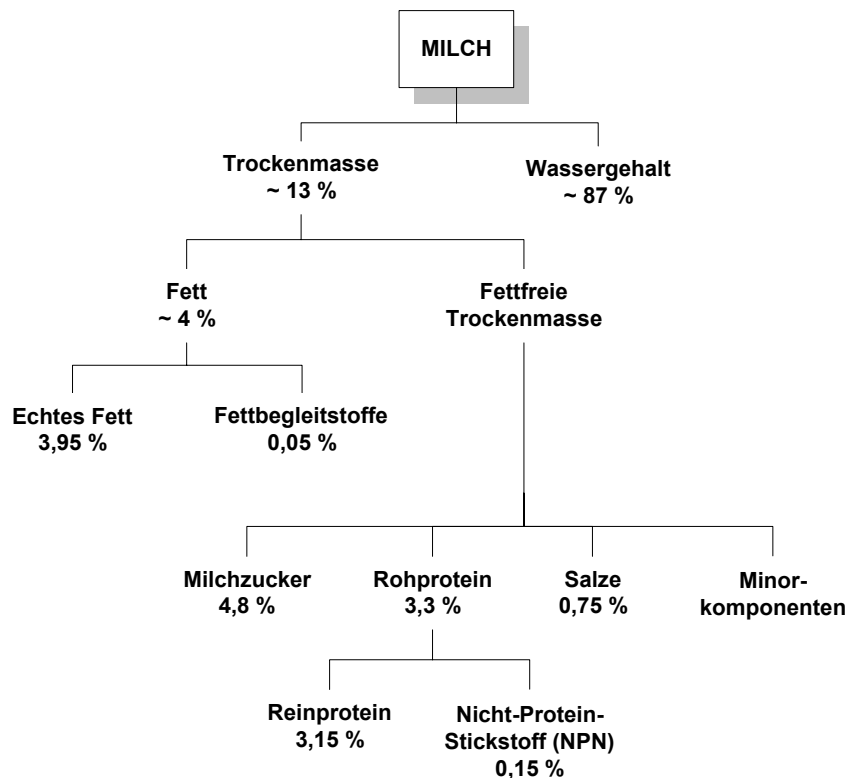 MILCH
Trockenmasse
~ 13 %
Wassergehalt
~ 87 %
Fett
~ 4 %
Fettfreie
Trockenmasse
Echtes Fett
3,95 %
Fettbegleitstoffe
0,05 %
Milchzucker
4,8 %
Rohprotein
3,3 %
Salze
0,75 %
Minor-
komponenten
Reinprotein
3,15 %
Nicht-Protein-
Stickstoff (NPN)
0,15 %